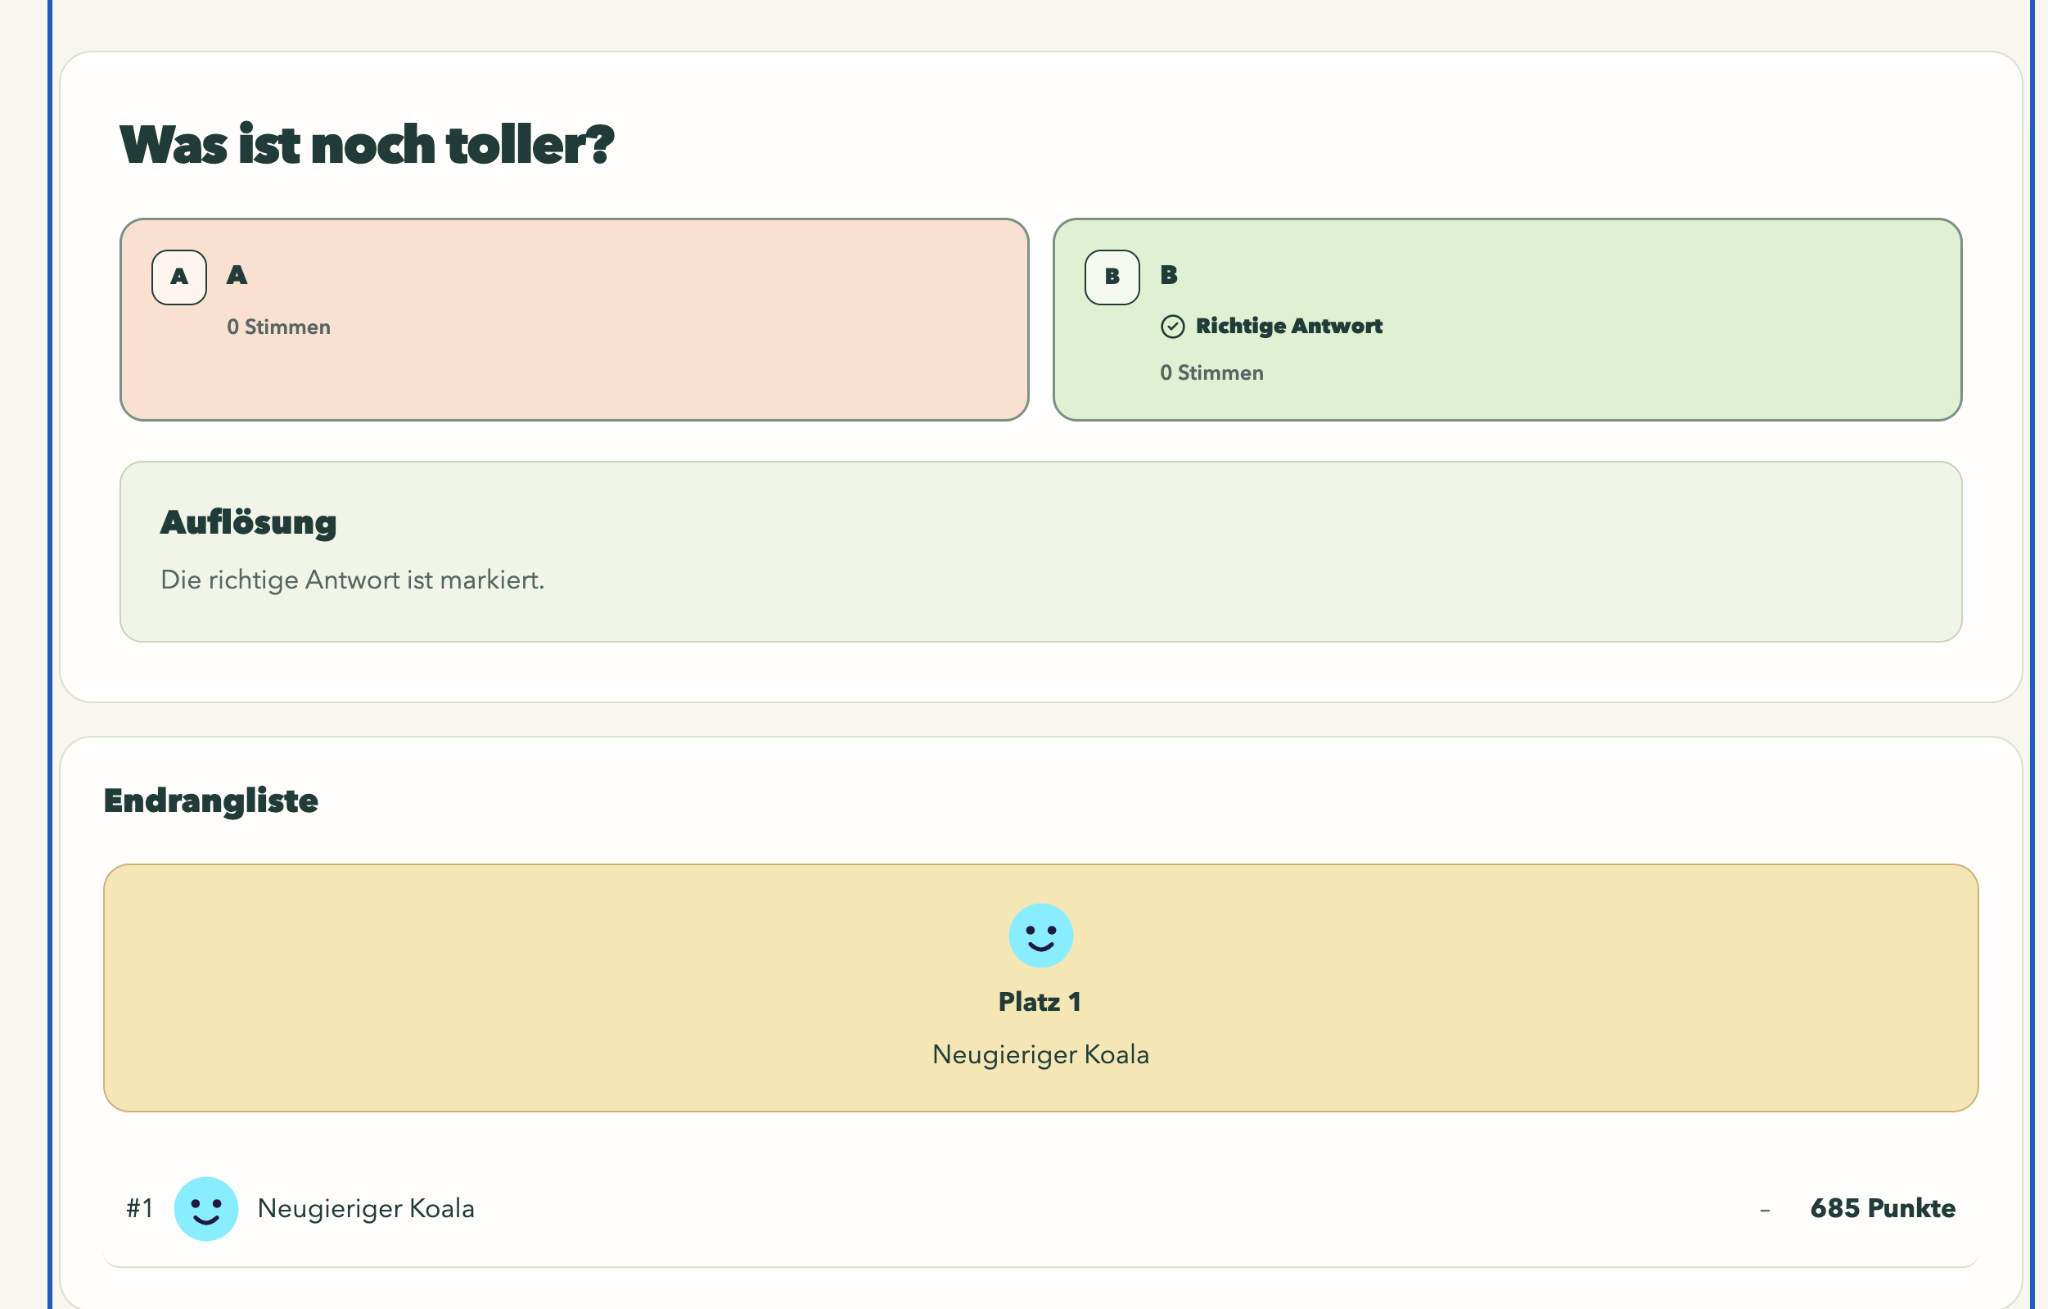 Was ist noch toller?
A A
0 Stimmen
B B
Richtige Antwort
0 Stimmen
Auflösung
Die richtige Antwort ist markiert.
Endrangliste
Platz 1
Neugieriger Koala
#1 Neugieriger Koala – 685 Punkte